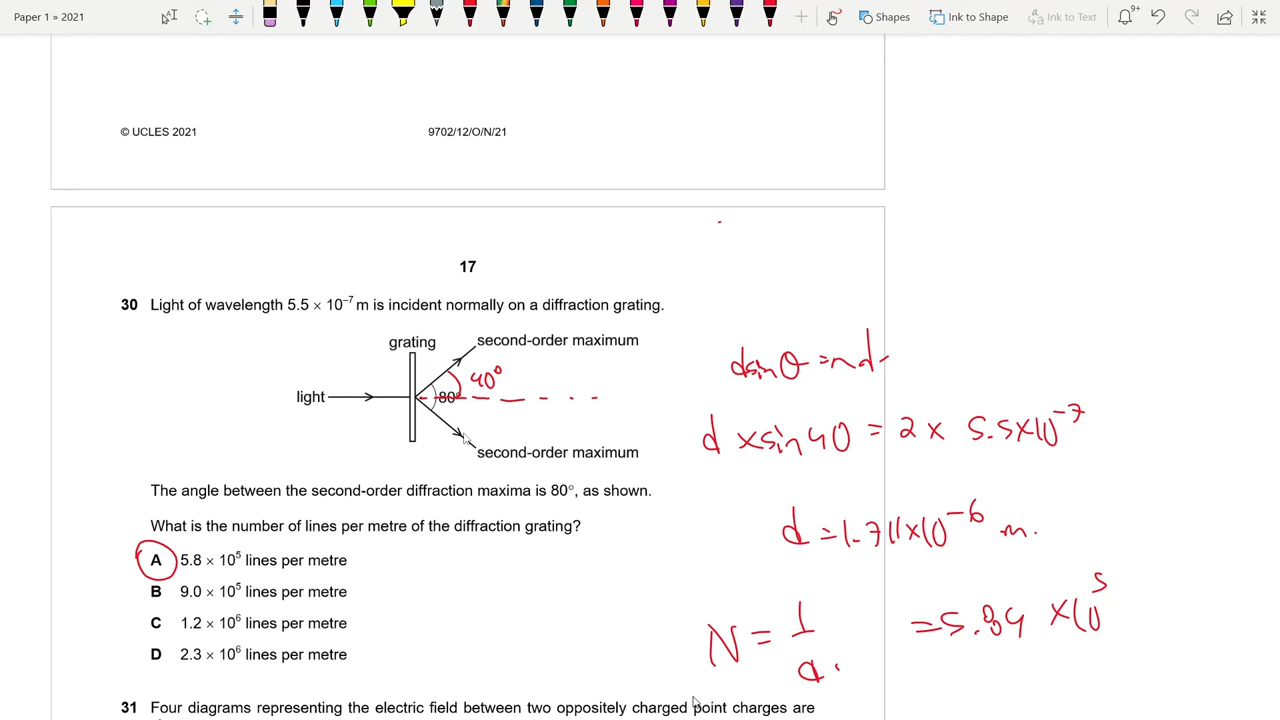 Paper 1 » 2021
Shapes
Ink to Shape
Ink to Text
9+
© UCLES 2021
9702/12/O/N/21
17
30 Light of wavelength 5.5 × 10⁻⁷ m is incident normally on a diffraction grating.
grating
second-order maximum
40°
light
80°
second-order maximum
The angle between the second-order diffraction maxima is 80°, as shown.
What is the number of lines per metre of the diffraction grating?
A 5.8 × 10⁵ lines per metre
B 9.0 × 10⁵ lines per metre
C 1.2 × 10⁶ lines per metre
D 2.3 × 10⁶ lines per metre
dsinθ = nd
d × sin 40 = 2 × 5.5×10⁻⁷
d = 1.711×10⁻⁶ m.
N = 1/d = 5.84 ×10⁵
31 Four diagrams representing the electric field between two oppositely charged point charges are